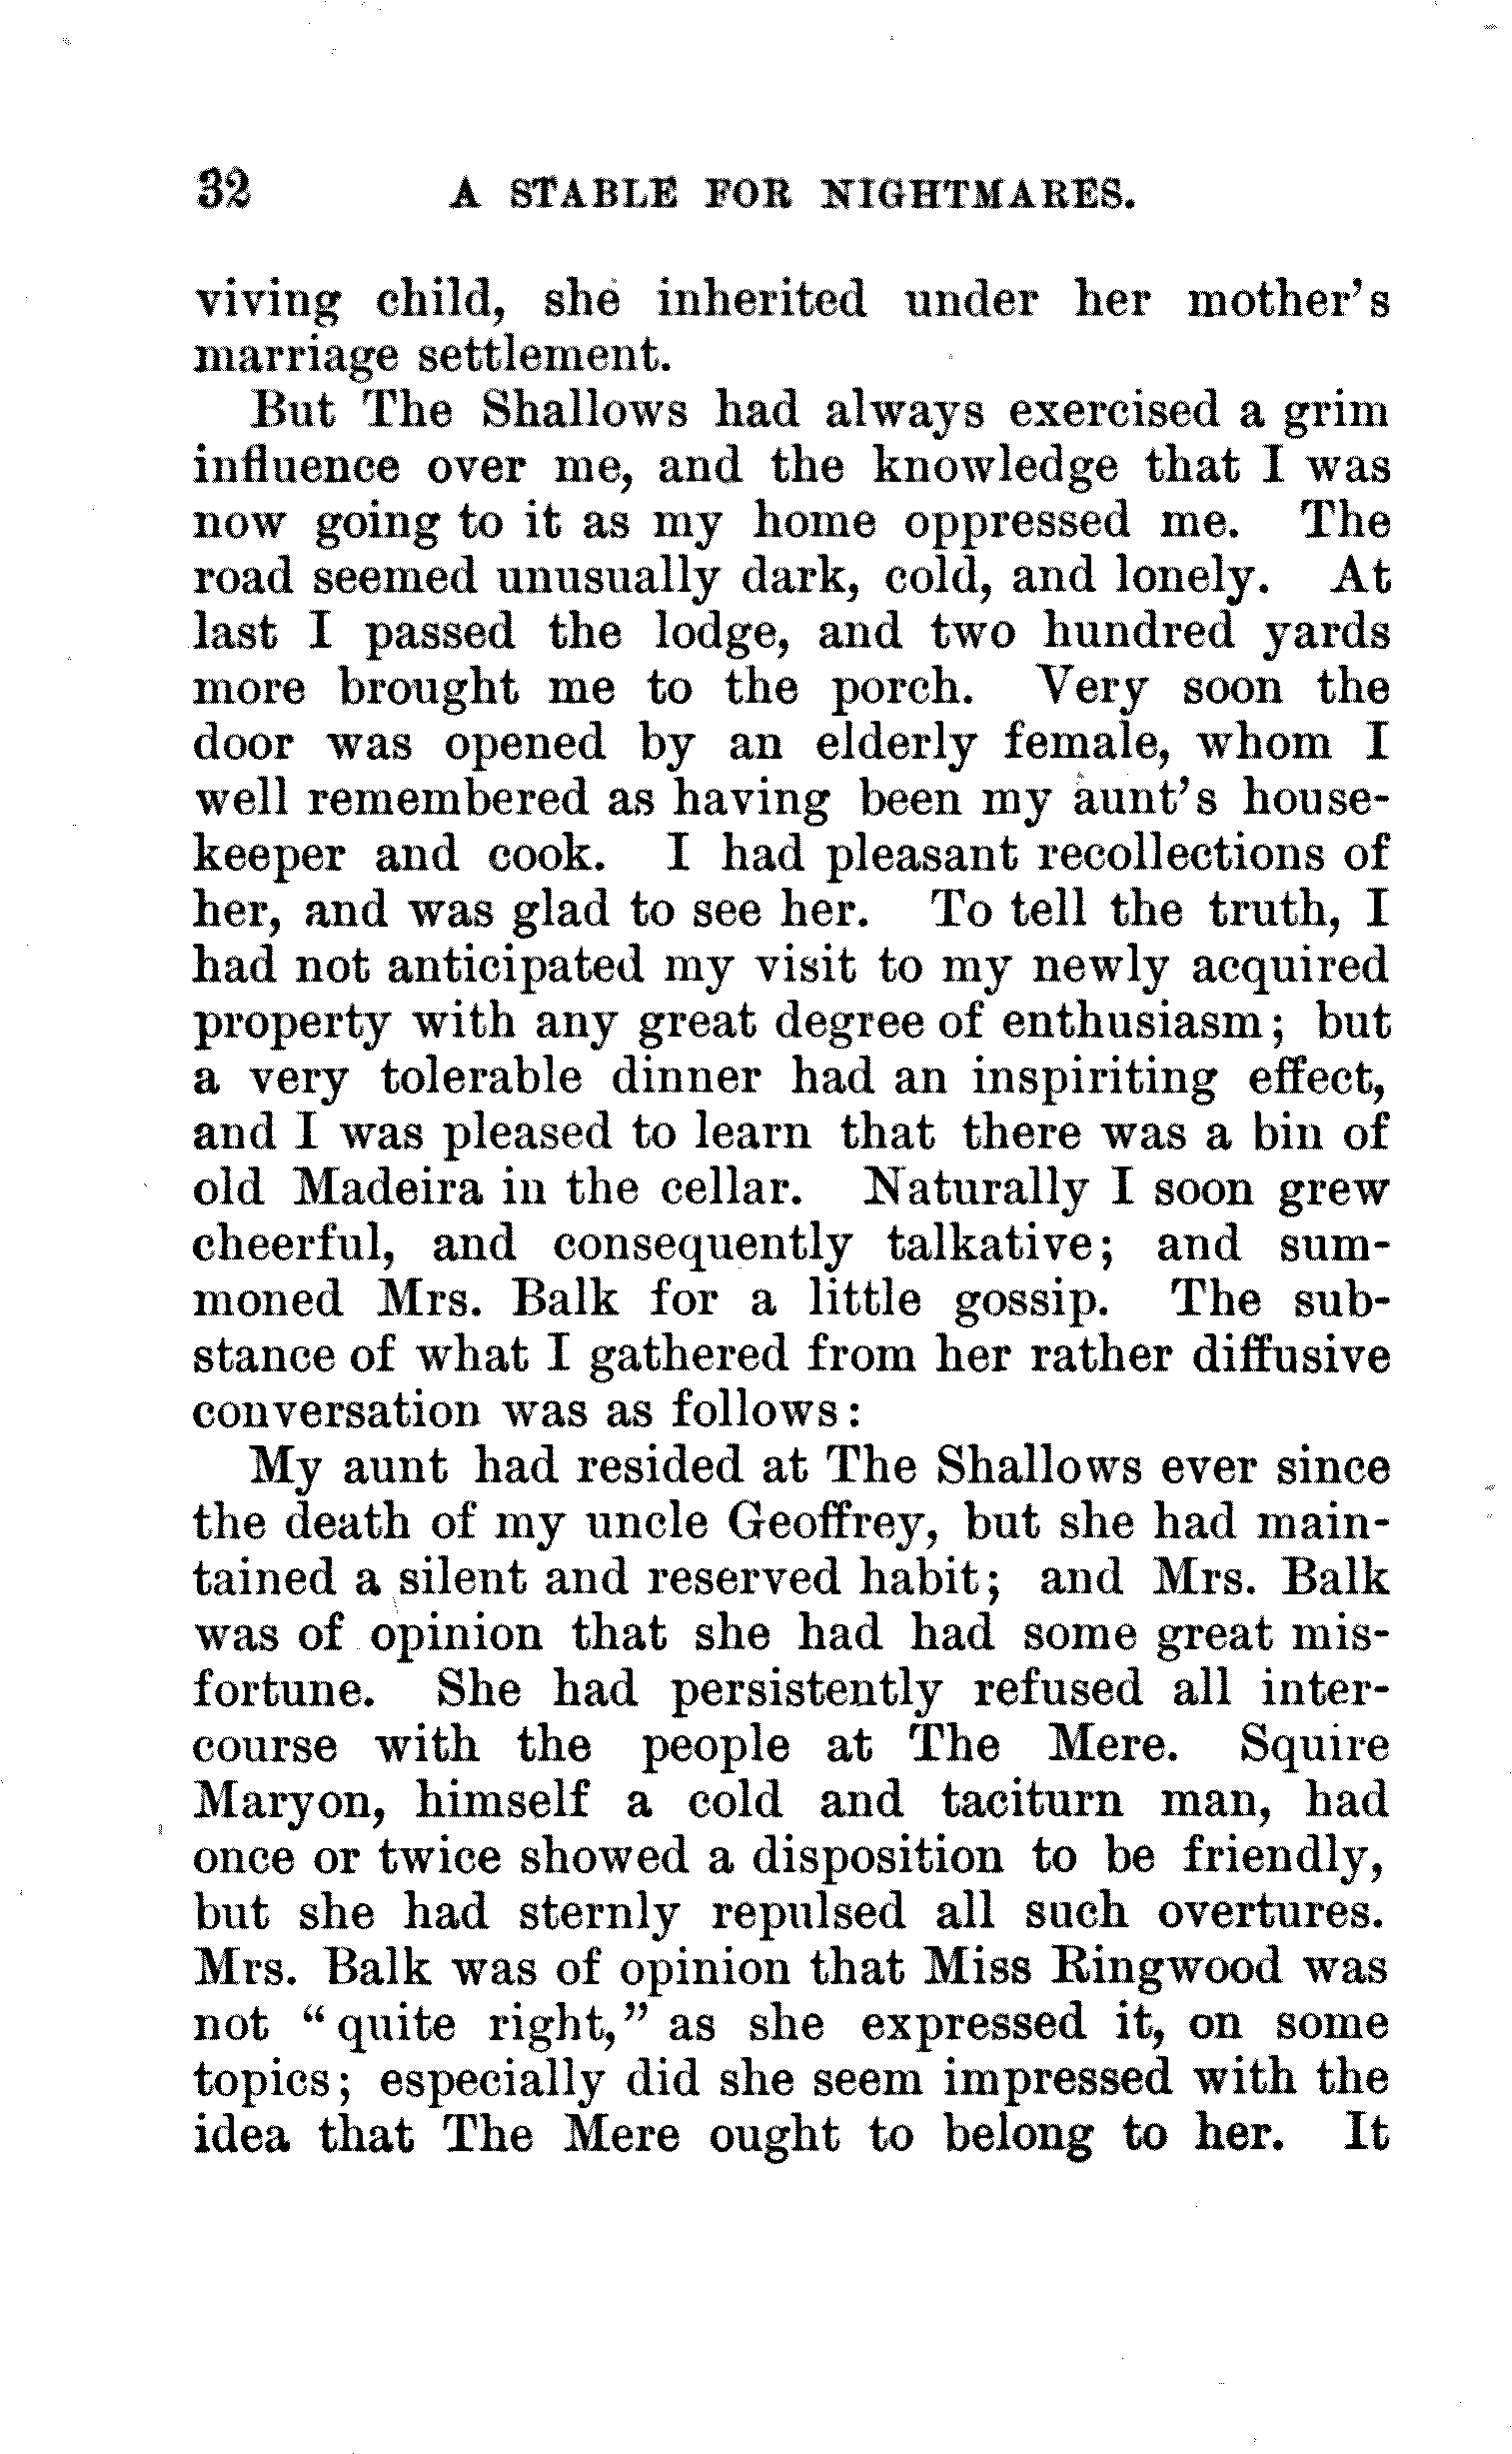 32 A STABLE FOR NIGHTMARES.
viving child, she inherited under her mother's
marriage settlement.
But The Shallows had always exercised a grim
influence over me, and the knowledge that I was
now going to it as my home oppressed me. The
road seemed unusually dark, cold, and lonely. At
last I passed the lodge, and two hundred yards
more brought me to the porch. Very soon the
door was opened by an elderly female, whom I
well remembered as having been my aunt's house-
keeper and cook. I had pleasant recollections of
her, and was glad to see her. To tell the truth, I
had not anticipated my visit to my newly acquired
property with any great degree of enthusiasm; but
a very tolerable dinner had an inspiriting effect,
and I was pleased to learn that there was a bin of
old Madeira in the cellar. Naturally I soon grew
cheerful, and consequently talkative; and sum-
moned Mrs. Balk for a little gossip. The sub-
stance of what I gathered from her rather diffusive
conversation was as follows:
My aunt had resided at The Shallows ever since
the death of my uncle Geoffrey, but she had main-
tained a silent and reserved habit; and Mrs. Balk
was of opinion that she had had some great mis-
fortune. She had persistently refused all inter-
course with the people at The Mere. Squire
Maryon, himself a cold and taciturn man, had
once or twice showed a disposition to be friendly,
but she had sternly repulsed all such overtures.
Mrs. Balk was of opinion that Miss Ringwood was
not "quite right," as she expressed it, on some
topics; especially did she seem impressed with the
idea that The Mere ought to belong to her. It